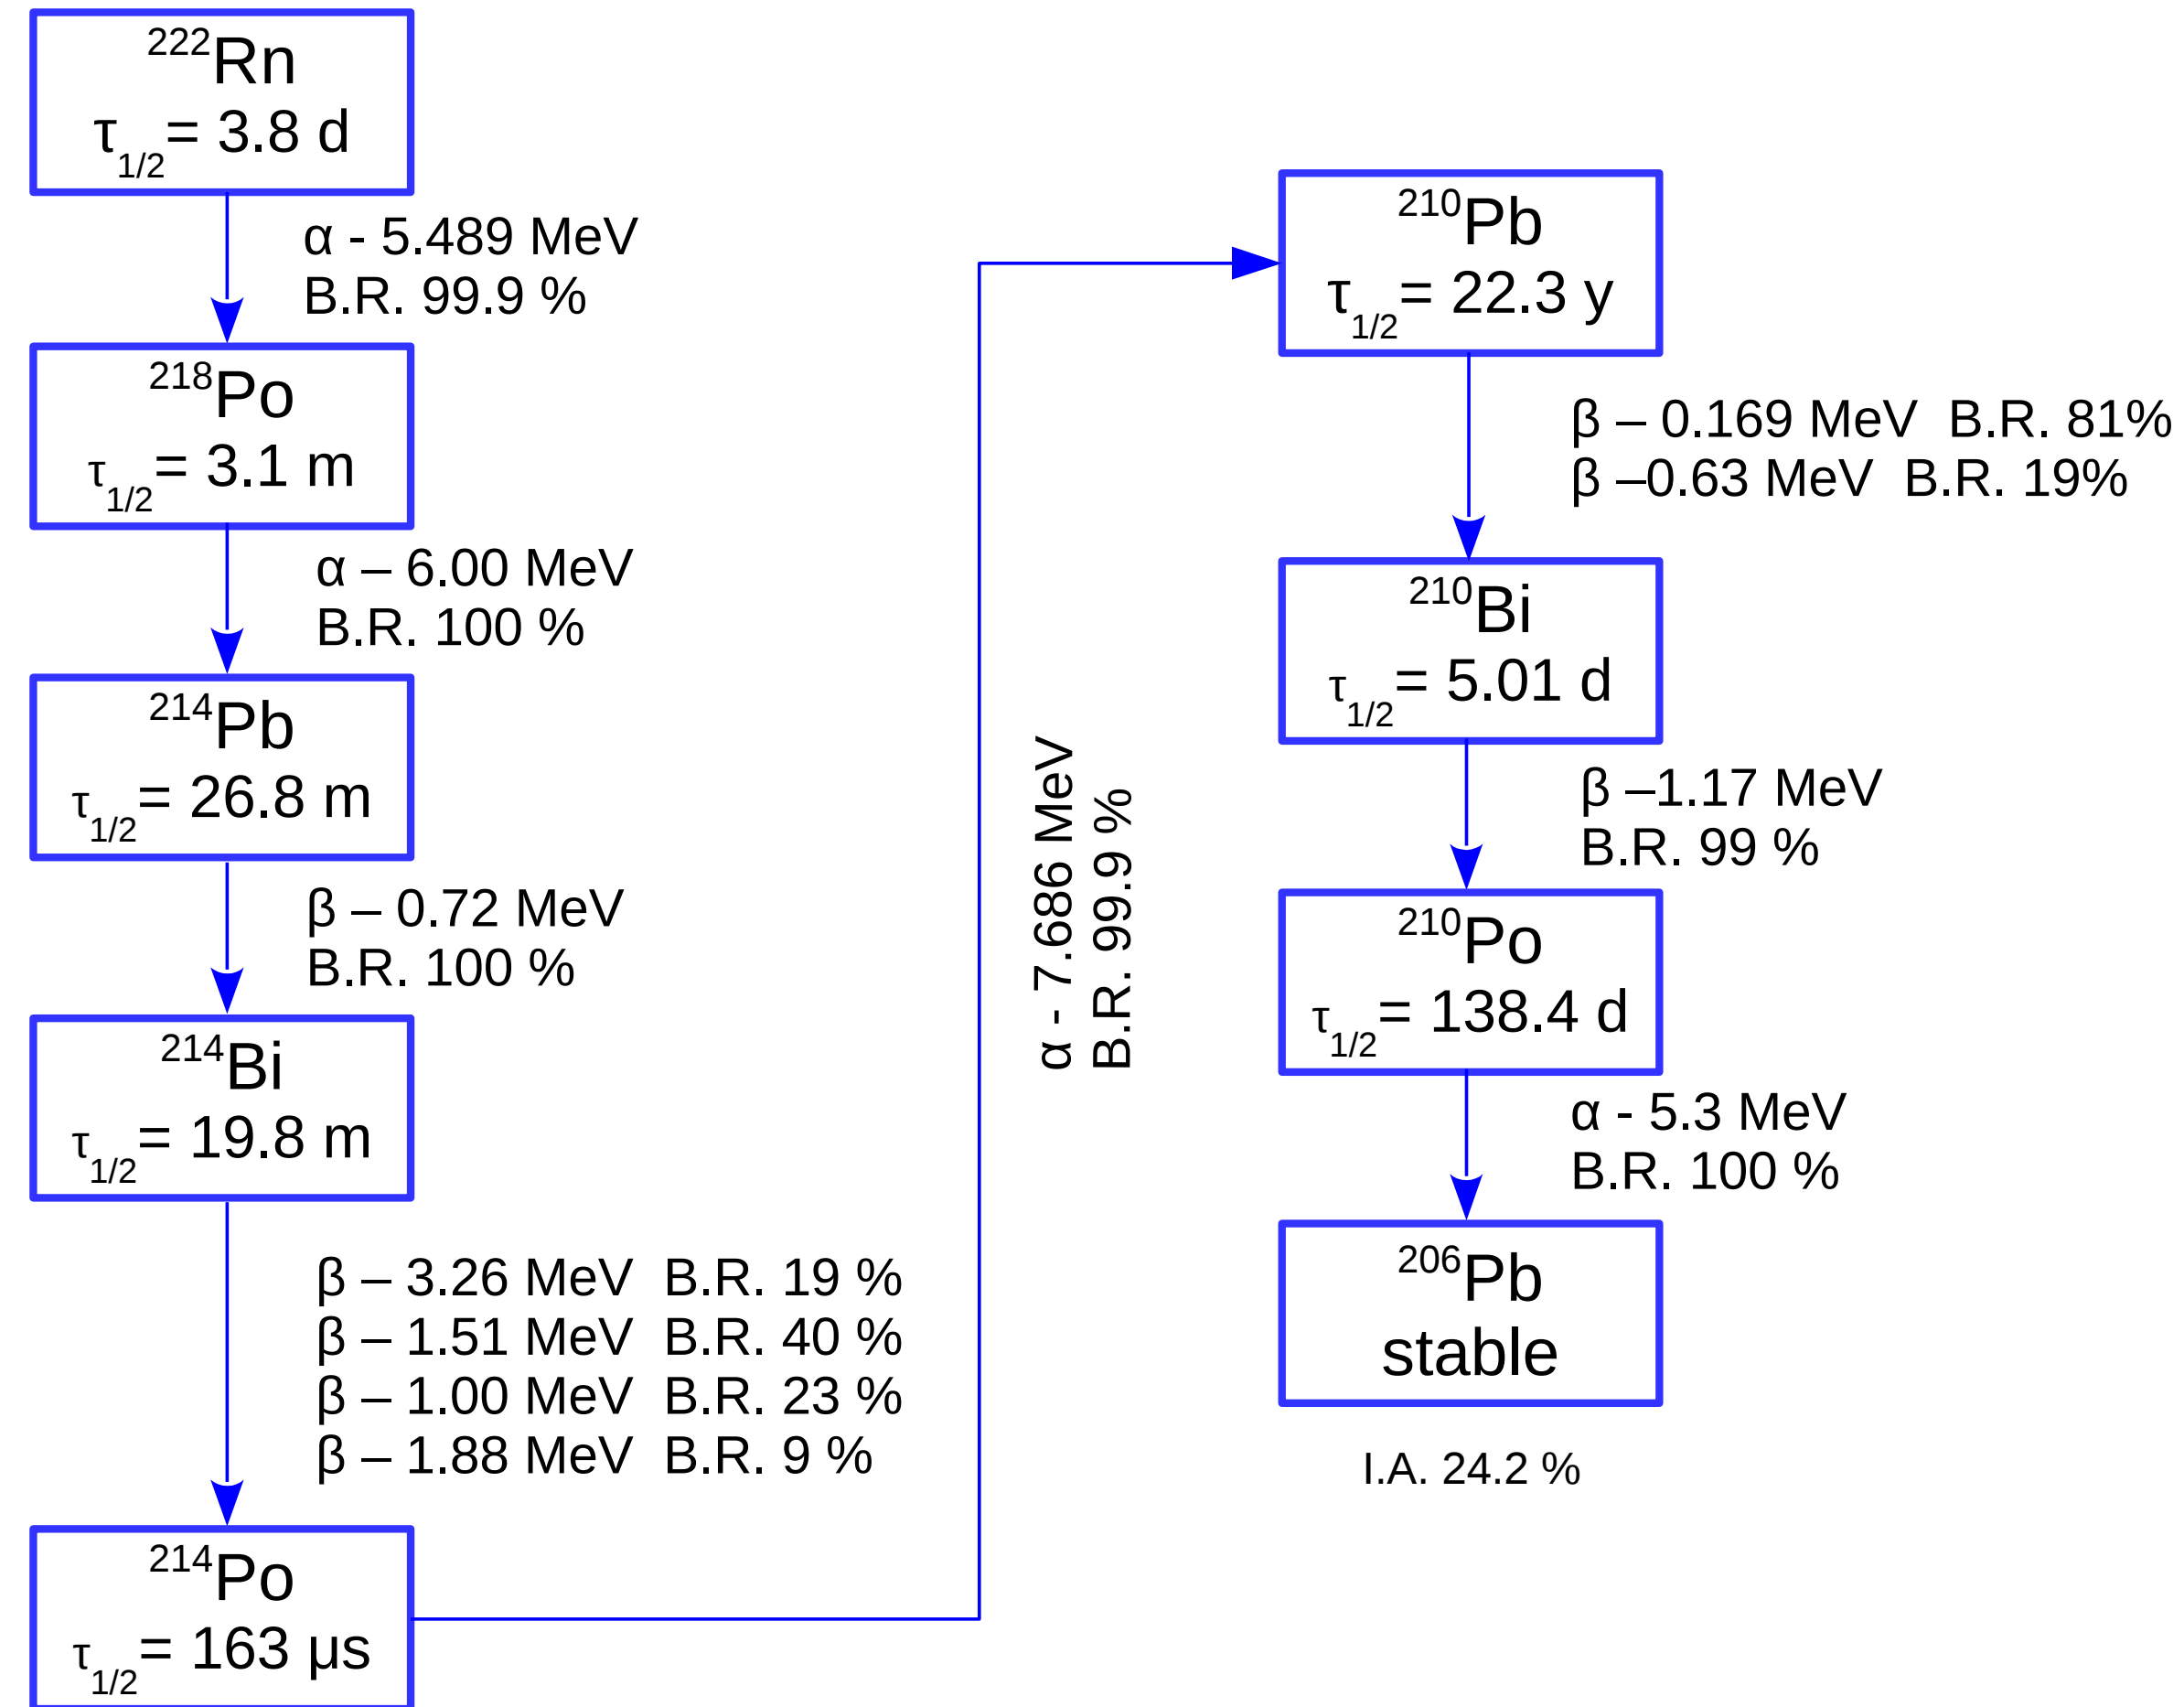 222Rn
τ1/2= 3.8 d
α - 5.489 MeV
B.R. 99.9 %
218Po
τ1/2= 3.1 m
α – 6.00 MeV
B.R. 100 %
214Pb
τ1/2= 26.8 m
β – 0.72 MeV
B.R. 100 %
214Bi
τ1/2= 19.8 m
β – 3.26 MeV  B.R. 19 %
β – 1.51 MeV  B.R. 40 %
β – 1.00 MeV  B.R. 23 %
β – 1.88 MeV  B.R. 9 %
214Po
τ1/2= 163 μs
α - 7.686 MeV
B.R. 99.9 %
210Pb
τ1/2= 22.3 y
β – 0.169 MeV  B.R. 81%
β –0.63 MeV  B.R. 19%
210Bi
τ1/2= 5.01 d
β –1.17 MeV
B.R. 99 %
210Po
τ1/2= 138.4 d
α - 5.3 MeV
B.R. 100 %
206Pb
stable
I.A. 24.2 %